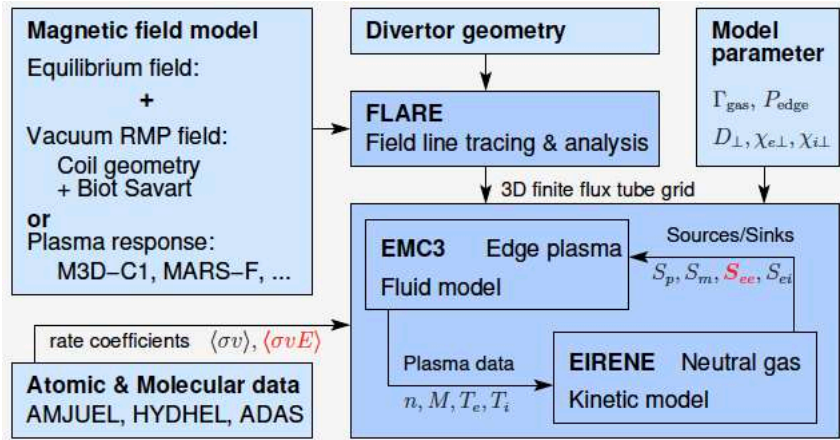 Magnetic field model
Equilibrium field:
+
Vacuum RMP field:
Coil geometry
+ Biot Savart
or
Plasma response:
M3D−C1, MARS−F, ...
Divertor geometry
FLARE
Field line tracing & analysis
3D finite flux tube grid
Model
parameter
Γgas, Pedge
D⊥, χe⊥, χi⊥
EMC3 Edge plasma
Fluid model
Sources/Sinks
Sp, Sm, See, Sei
Plasma data
n, M, Te, Ti
EIRENE Neutral gas
Kinetic model
rate coefficients ⟨σv⟩, ⟨σvE⟩
Atomic & Molecular data
AMJUEL, HYDHEL, ADAS